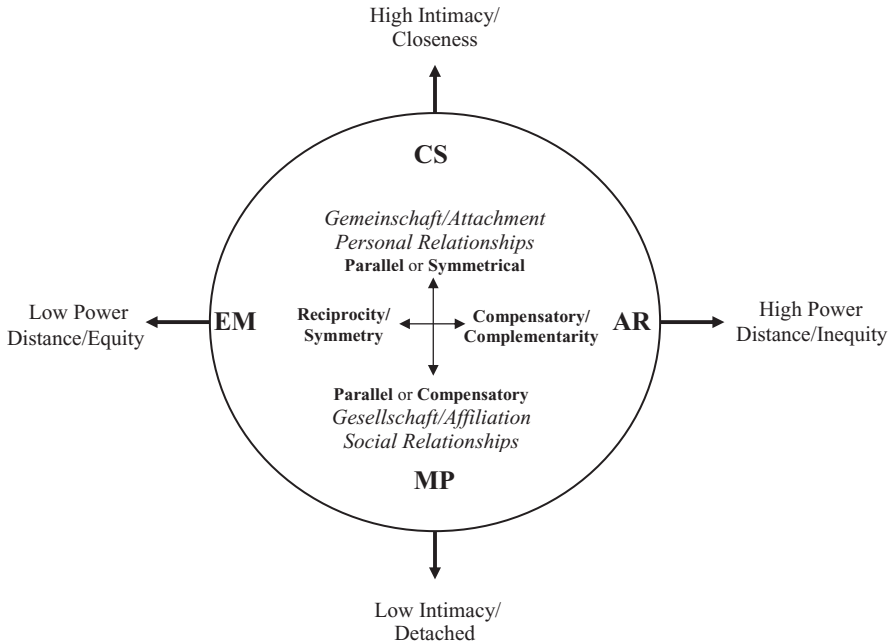 High Intimacy/
Closeness
CS
Gemeinschaft/Attachment
Personal Relationships
Parallel or Symmetrical
Low Power
Distance/Equity
EM
Reciprocity/
Symmetry
Compensatory/
Complementarity
AR
High Power
Distance/Inequity
Parallel or Compensatory
Gesellschaft/Affiliation
Social Relationships
MP
Low Intimacy/
Detached